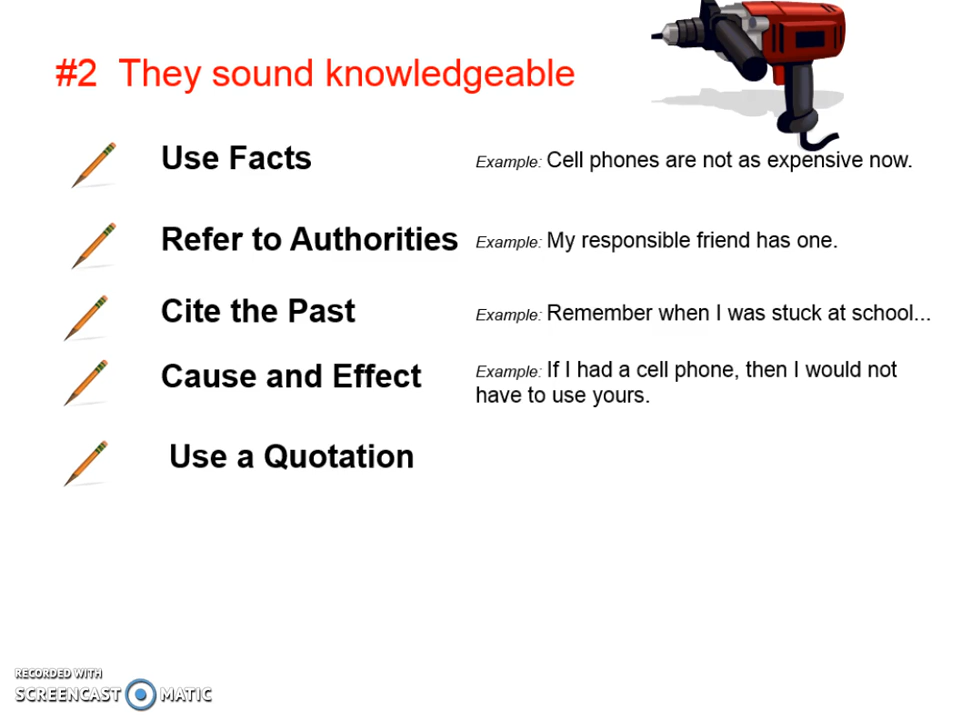 #2 They sound knowledgeable
Use Facts
Example: Cell phones are not as expensive now.
Refer to Authorities
Example: My responsible friend has one.
Cite the Past
Example: Remember when I was stuck at school...
Cause and Effect
Example: If I had a cell phone, then I would not
have to use yours.
Use a Quotation
RECORDED WITH
SCREENCAST MATIC